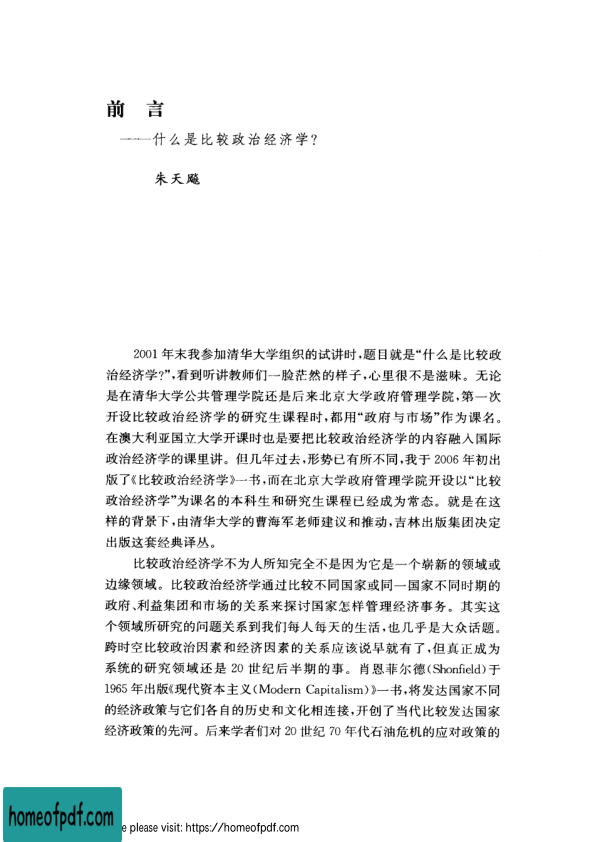 前 言
——什么是比较政治经济学?
朱天飚
2001 年末我参加清华大学组织的试讲时,题目就是“什么是比较政
治经济学?”,看到听讲教师们一脸茫然的样子,心里很不是滋味。无论
是在清华大学公共管理学院还是后来北京大学政府管理学院,第一次
开设比较政治经济学的研究生课程时,都用“政府与市场”作为课名。
在澳大利亚国立大学开课时也是要把比较政治经济学的内容融入国际
政治经济学的课里讲。但几年过去,形势已有所不同,我于 2006 年初出
版了《比较政治经济学》一书,而在北京大学政府管理学院开设以“比较
政治经济学”为课名的本科生和研究生课程已经成为常态。就是在这
样的背景下,由清华大学的曹海军老师建议和推动,吉林出版集团决定
出版这套经典译丛。
比较政治经济学不为人所知完全不是因为它是一个崭新的领域或
边缘领域。比较政治经济学通过比较不同国家或同一国家不同时期的
政府、利益集团和市场的关系来探讨国家怎样管理经济事务。其实这
个领域所研究的问题关系到我们每人每天的生活,也几乎是大众话题。
跨时空比较政治因素和经济因素的关系应该说早就有了,但真正成为
系统的研究领域还是 20 世纪后半期的事。肖恩菲尔德(Shonfield)于
1965 年出版《现代资本主义(Modern Capitalism)》一书,将发达国家不同
的经济政策与它们各自的历史和文化相连接,开创了当代比较发达国家
经济政策的先河。后来学者们对 20 世纪 70 年代石油危机的应对政策的
homeofpdf.com
e please visit: https://homeofpdf.com